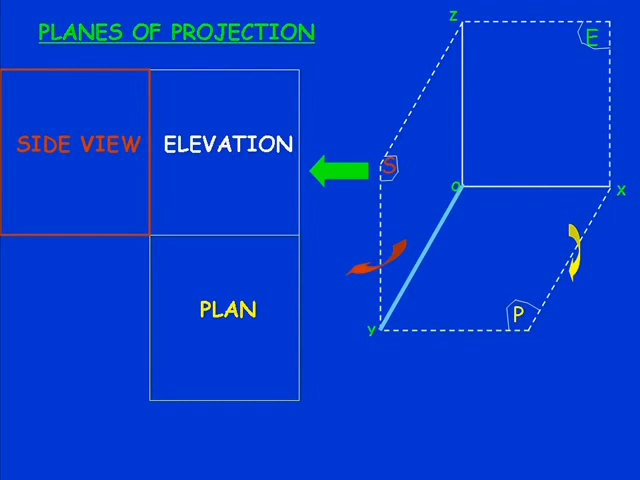 PLANES OF PROJECTION
SIDE VIEW
ELEVATION
PLAN
z
E
S
o
x
P
y